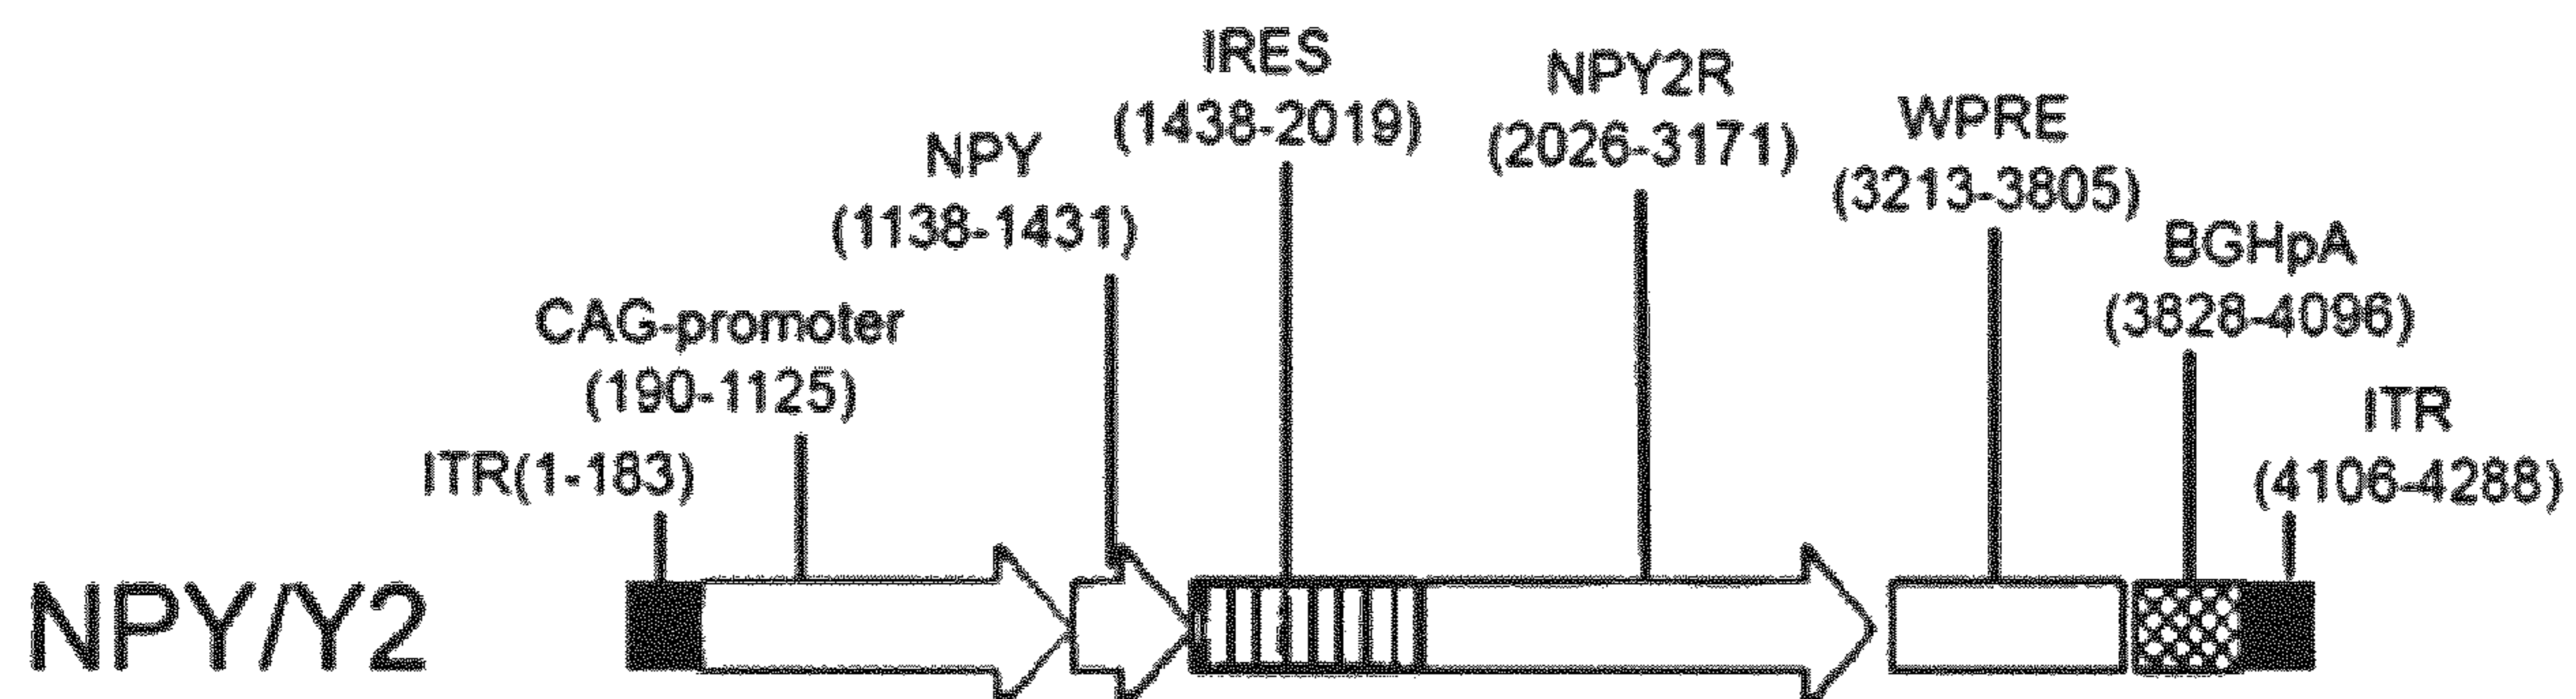 IRES
(1438-2019)
NPY2R
(2026-3171)
WPRE
(3213-3805)
NPY
(1138-1431)
BGHpA
(3828-4096)
CAG-promoter
(190-1125)
ITR
(4106-4288)
ITR(1-183)
NPY/Y2